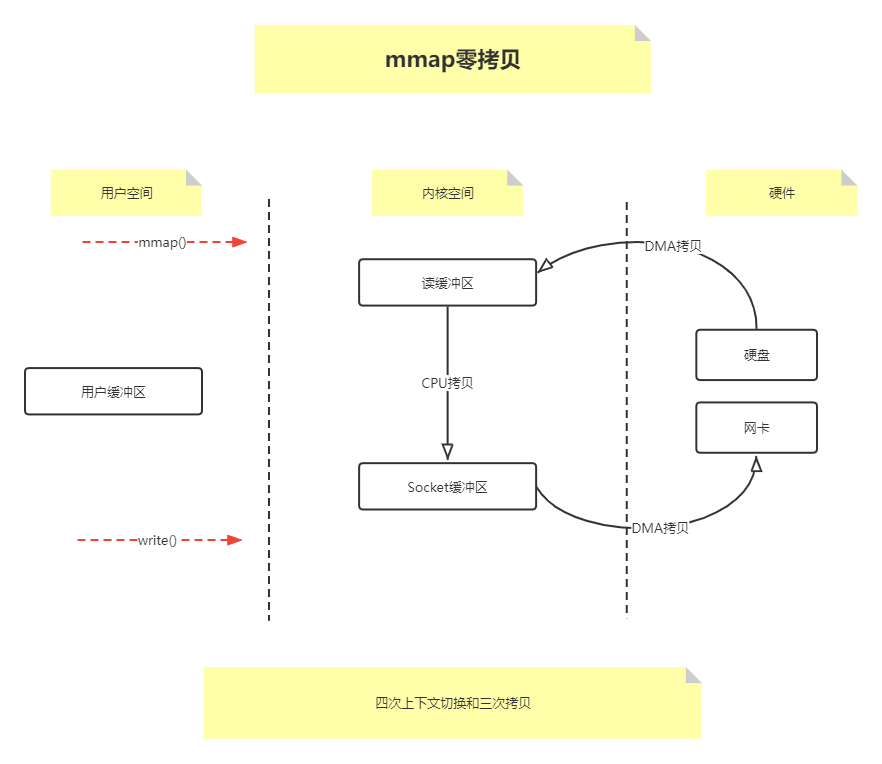 mmap零拷贝
用户空间
内核空间
硬件
mmap()
DMA拷贝
读缓冲区
硬盘
CPU拷贝
用户缓冲区
网卡
Socket缓冲区
DMA拷贝
write()
四次上下文切换和三次拷贝